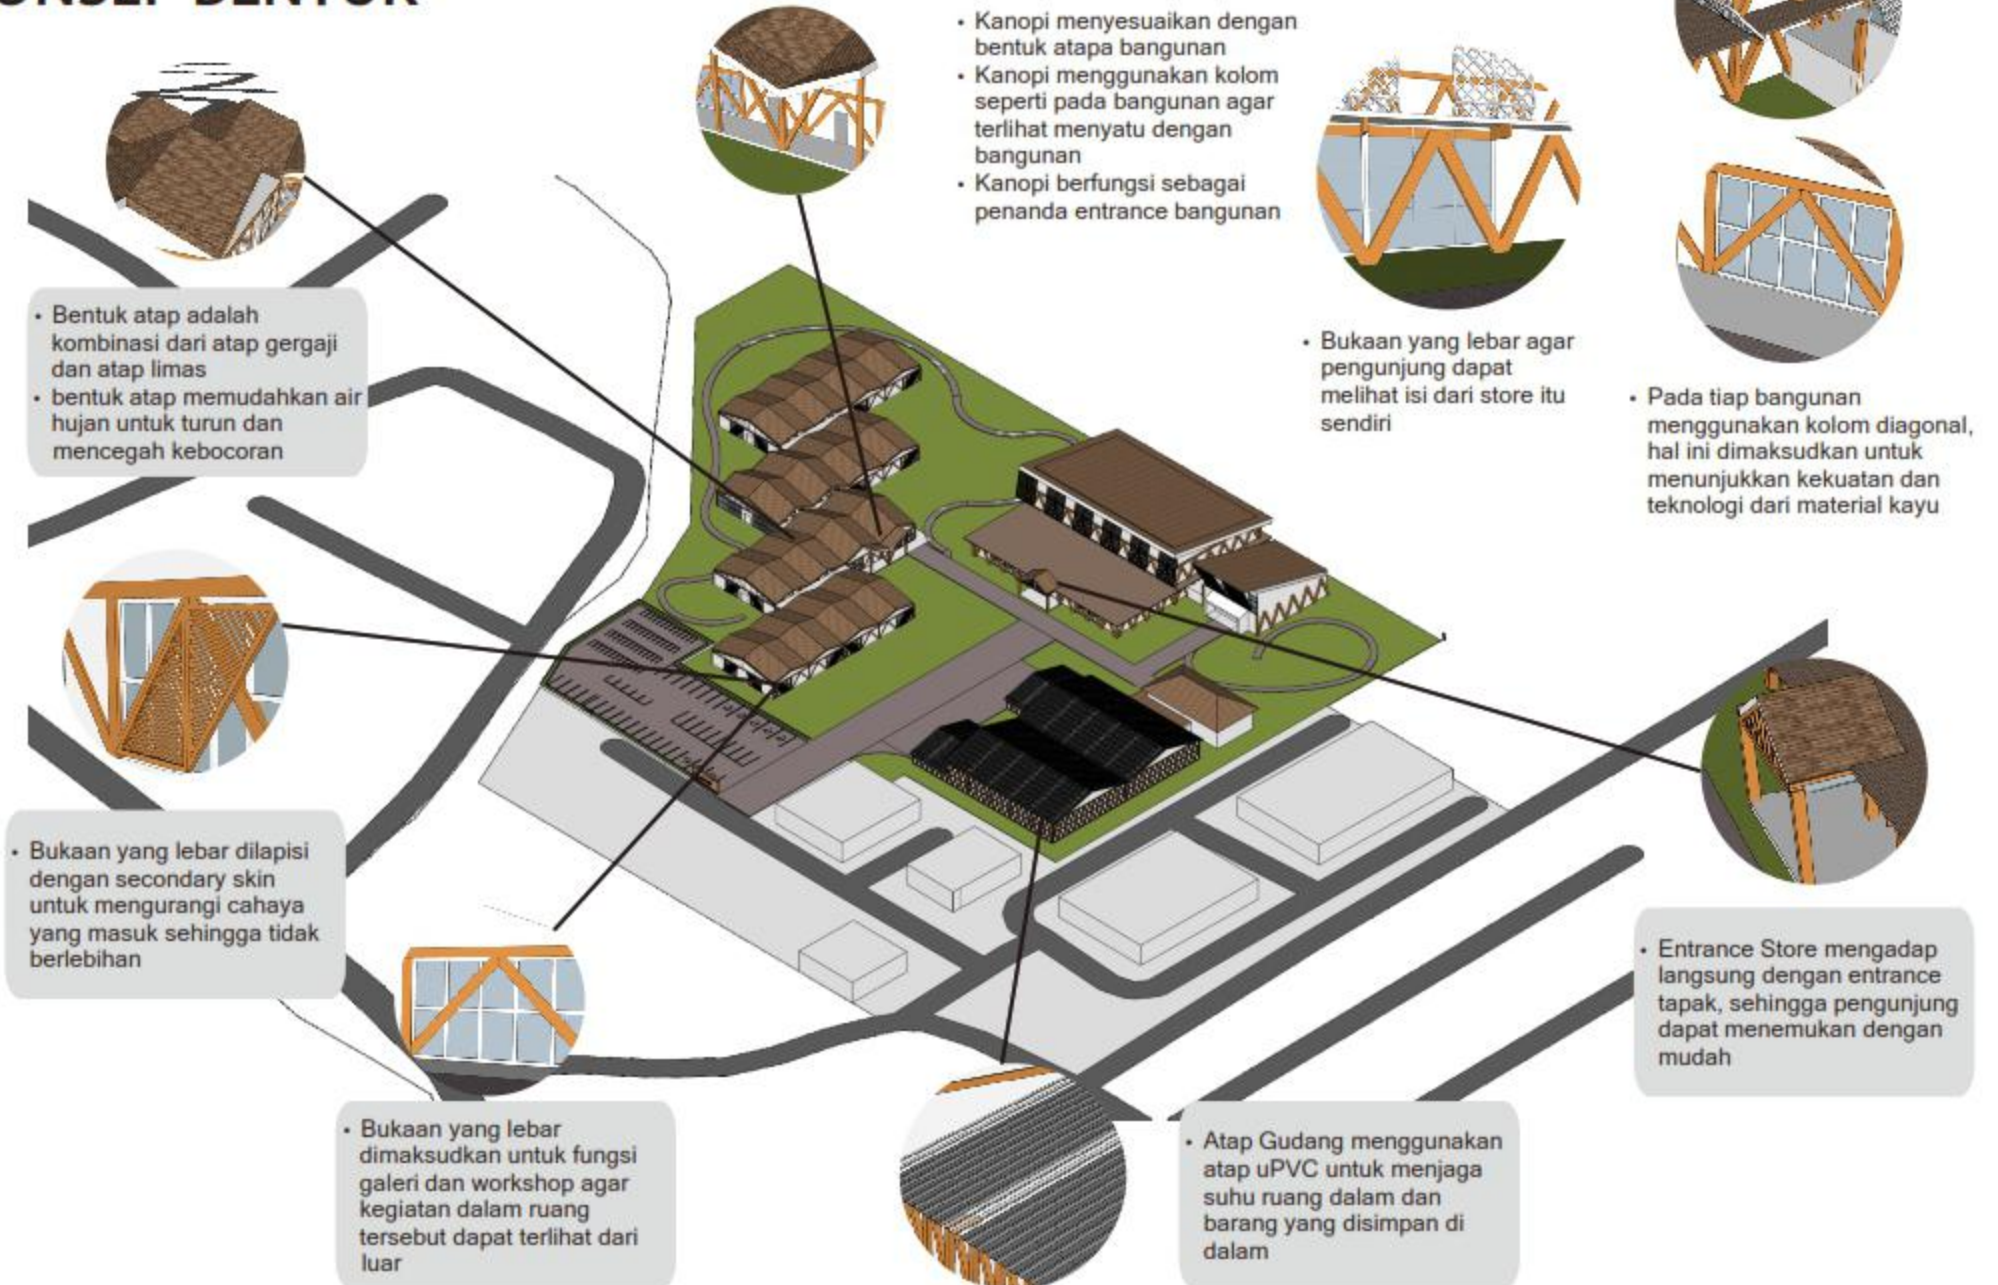 • Kanopi menyesuaikan dengan
bentuk atapa bangunan
• Kanopi menggunakan kolom
seperti pada bangunan agar
terlihat menyatu dengan
bangunan
• Kanopi berfungsi sebagai
penanda entrance bangunan
• Bentuk atap adalah
kombinasi dari atap gergaji
dan atap limas
• bentuk atap memudahkan air
hujan untuk turun dan
mencegah kebocoran
• Bukaan yang lebar agar
pengunjung dapat
melihat isi dari store itu
sendiri
• Pada tiap bangunan
menggunakan kolom diagonal,
hal ini dimaksudkan untuk
menunjukkan kekuatan dan
teknologi dari material kayu
• Bukaan yang lebar dilapisi
dengan secondary skin
untuk mengurangi cahaya
yang masuk sehingga tidak
berlebihan
• Entrance Store mengadap
langsung dengan entrance
tapak, sehingga pengunjung
dapat menemukan dengan
mudah
• Bukaan yang lebar
dimaksudkan untuk fungsi
galeri dan workshop agar
kegiatan dalam ruang
tersebut dapat terlihat dari
luar
• Atap Gudang menggunakan
atap uPVC untuk menjaga
suhu ruang dalam dan
barang yang disimpan di
dalam